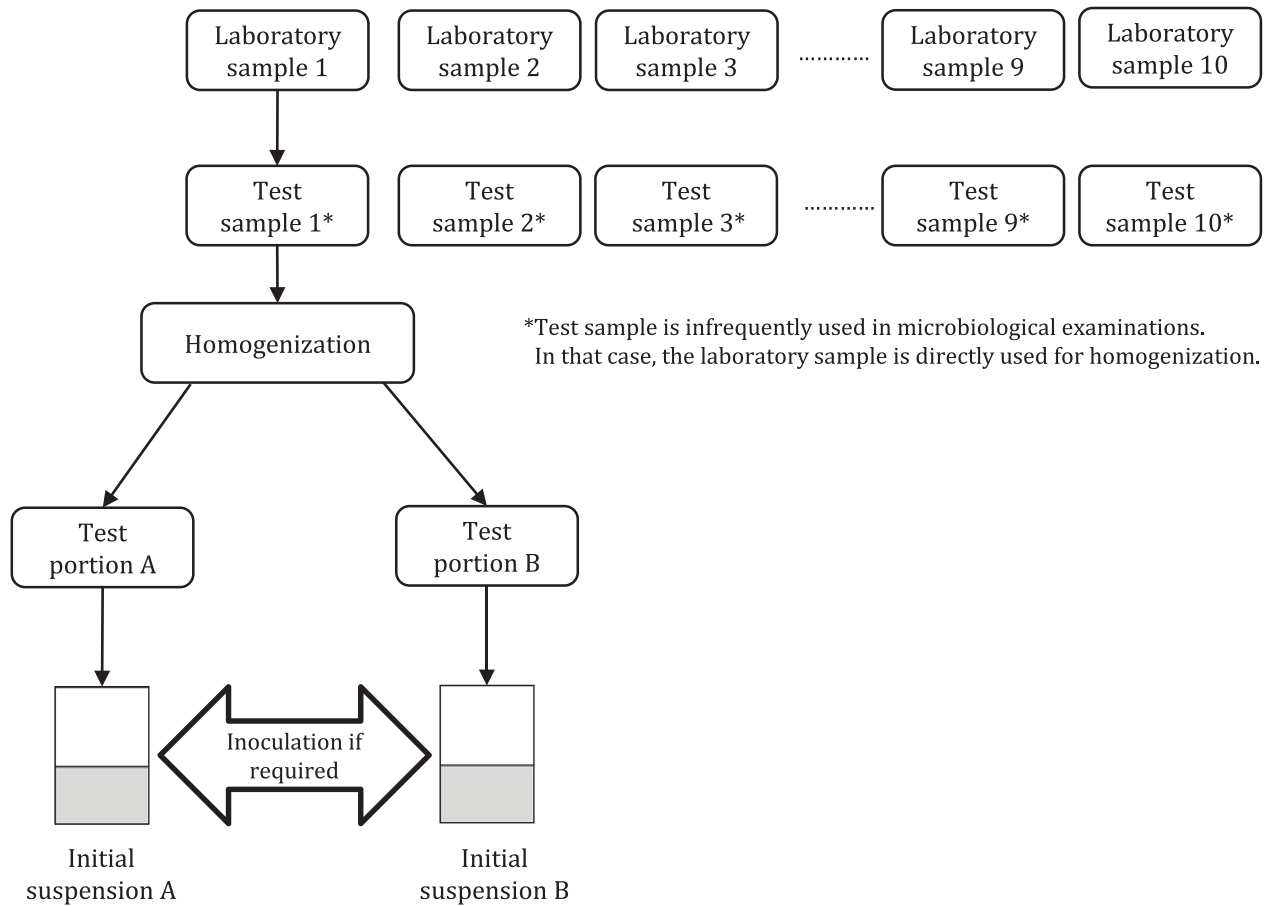 Laboratory
sample 1
Laboratory
sample 2
Laboratory
sample 3
............
Laboratory
sample 9
Laboratory
sample 10
Test
sample 1*
Test
sample 2*
Test
sample 3*
............
Test
sample 9*
Test
sample 10*
Homogenization
*Test sample is infrequently used in microbiological examinations.
In that case, the laboratory sample is directly used for homogenization.
Test
portion A
Test
portion B
Inoculation if
required
Initial
suspension A
Initial
suspension B